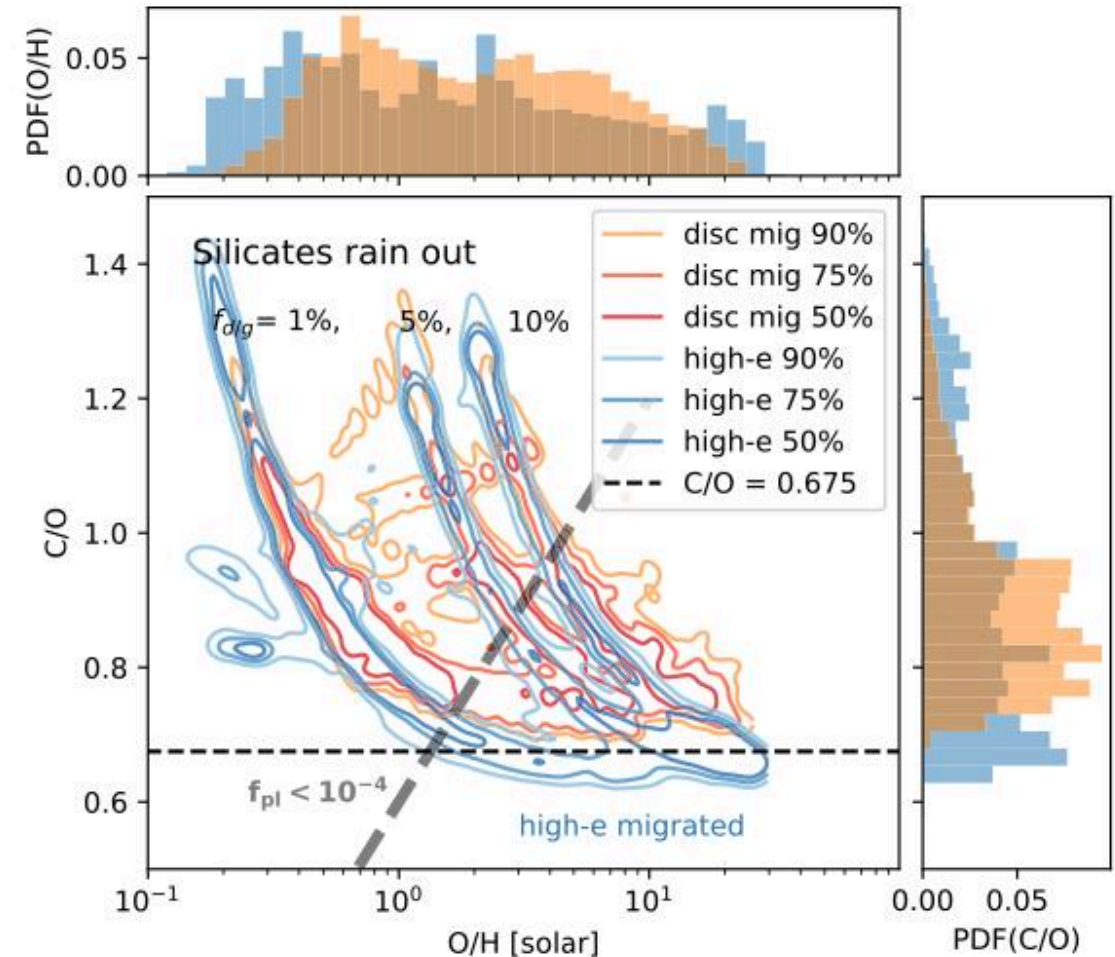 PDF(O/H)
0.05
0.00
Silicates rain out
f_d/g = 1%, 5%, 10%
disc mig 90%
disc mig 75%
disc mig 50%
high-e 90%
high-e 75%
high-e 50%
C/O = 0.675
C/O
1.4
1.2
1.0
0.8
0.6
f_pl < 10^-4
high-e migrated
10^-1 10^0 10^1
O/H [solar]
0.00 0.05
PDF(C/O)